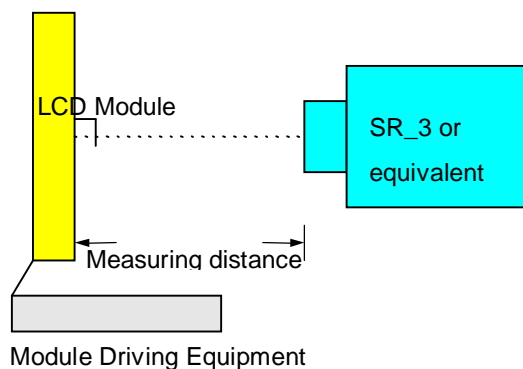 LCD Module
SR_3 or
equivalent
Measuring distance
Module Driving Equipment